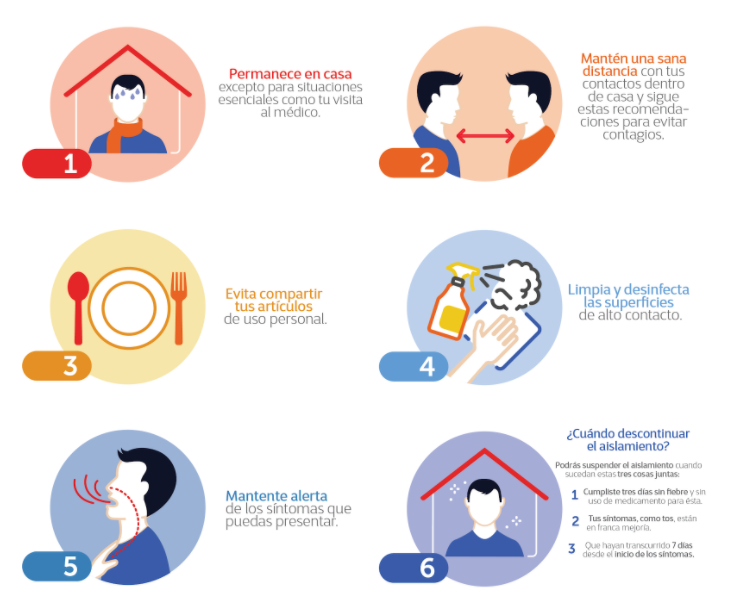 1
Permanece en casa
excepto para situaciones
esenciales como tu visita
al médico.
2
Mantén una sana
distancia con tus
contactos dentro
de casa y sigue
estas recomenda-
ciones para evitar
contagios.
3
Evita compartir
tus artículos
de uso personal.
4
Limpia y desinfecta
las superficies
de alto contacto.
5
Mantente alerta
de los síntomas que
puedas presentar.
6
¿Cuándo descontinuar
el aislamiento?
Podrás suspender el aislamiento cuando
sucedan estas tres cosas juntas:
1 Cumpliste tres días sin fiebre y sin
uso de medicamento para ésta.
2 Tus síntomas, como tos, están
en franca mejoría.
3 Que hayan transcurrido 7 días
desde el inicio de los síntomas.